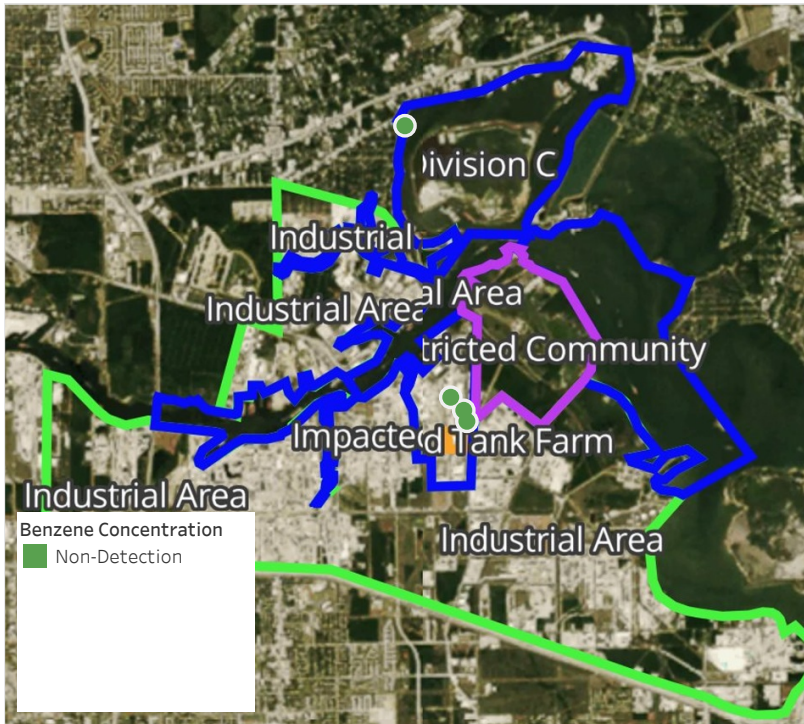 Division C
Industrial
al Area
Industrial Area
tricted Community
Impacted Tank Farm
Industrial Area
Industrial Area
Benzene Concentration
Non-Detection